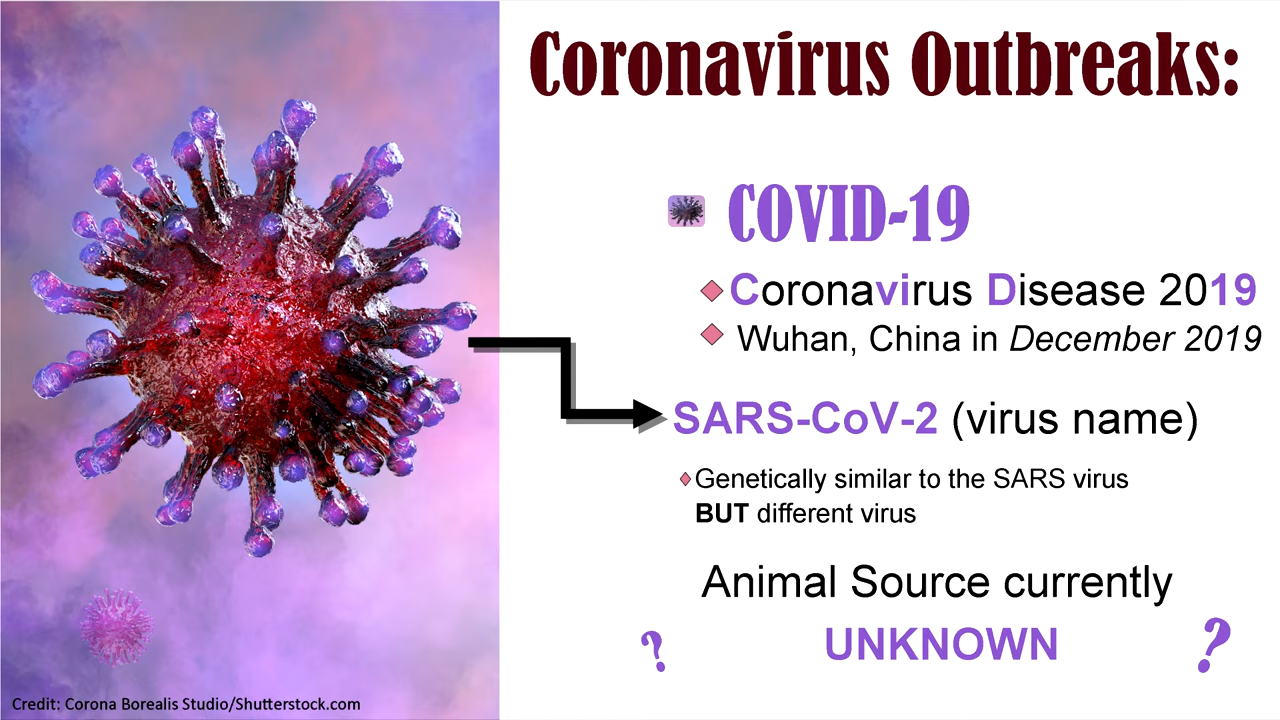 Coronavirus Outbreaks:
COVID-19
Coronavirus Disease 2019
Wuhan, China in December 2019
SARS-CoV-2 (virus name)
Genetically similar to the SARS virus
BUT different virus
Animal Source currently
? UNKNOWN ?
Credit: Corona Borealis Studio/Shutterstock.com